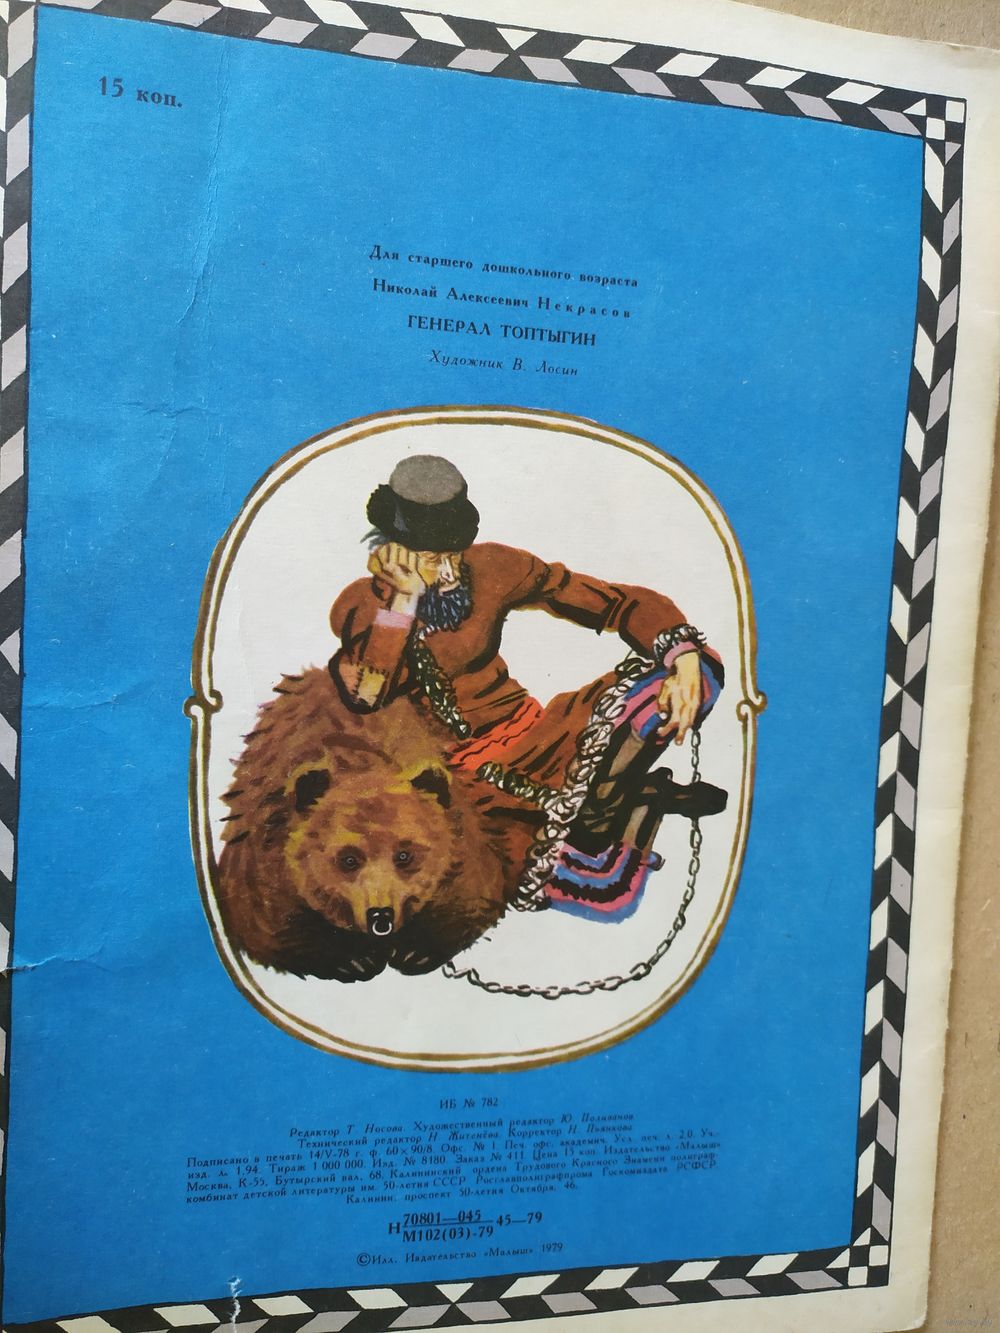 15 коп.
Для старшего дошкольного возраста
Николай Алексеевич Некрасов
ГЕНЕРАЛ ТОПТЫГИН
Художник В. Лосин
ИБ № 782
Редактор Т. Носова. Художественный редактор Ю. Поливанов
Технический редактор Н. Житенёва. Корректор Н. Пьянкова.
Подписано в печать 14/V-78 г. ф. 60×90/8. Офс. № 1. Печ. офс. академич. Усл. печ. л. 2.0. Уч.-
изд. л. 1,94. Тираж 1 000 000. Изд. № 8180. Заказ № 411. Цена 15 коп. Издательство «Малыш»
Москва, К-55, Бутырский вал, 68. Калининский ордена Трудового Красного Знамени полиграф-
комбинат детской литературы им. 50-летия СССР Росглавполиграфпрома Госкомиздата РСФСР.
Калинин, проспект 50-летия Октября, 46.
Н 70801—045 / М102(03)-79 45—79
©Илл. Издательство «Малыш» 1979